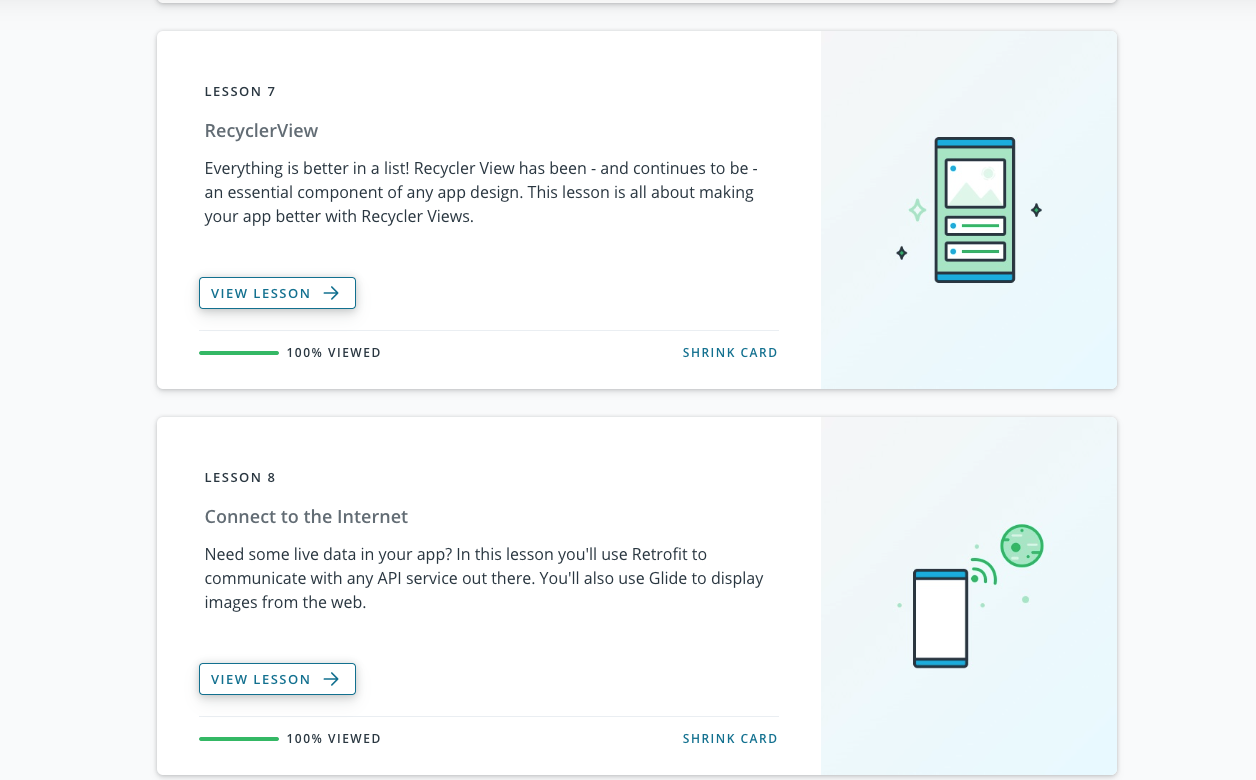 LESSON 7
RecyclerView
Everything is better in a list! Recycler View has been - and continues to be -
an essential component of any app design. This lesson is all about making
your app better with Recycler Views.
VIEW LESSON
100% VIEWED
SHRINK CARD
LESSON 8
Connect to the Internet
Need some live data in your app? In this lesson you'll use Retrofit to
communicate with any API service out there. You'll also use Glide to display
images from the web.
VIEW LESSON
100% VIEWED
SHRINK CARD